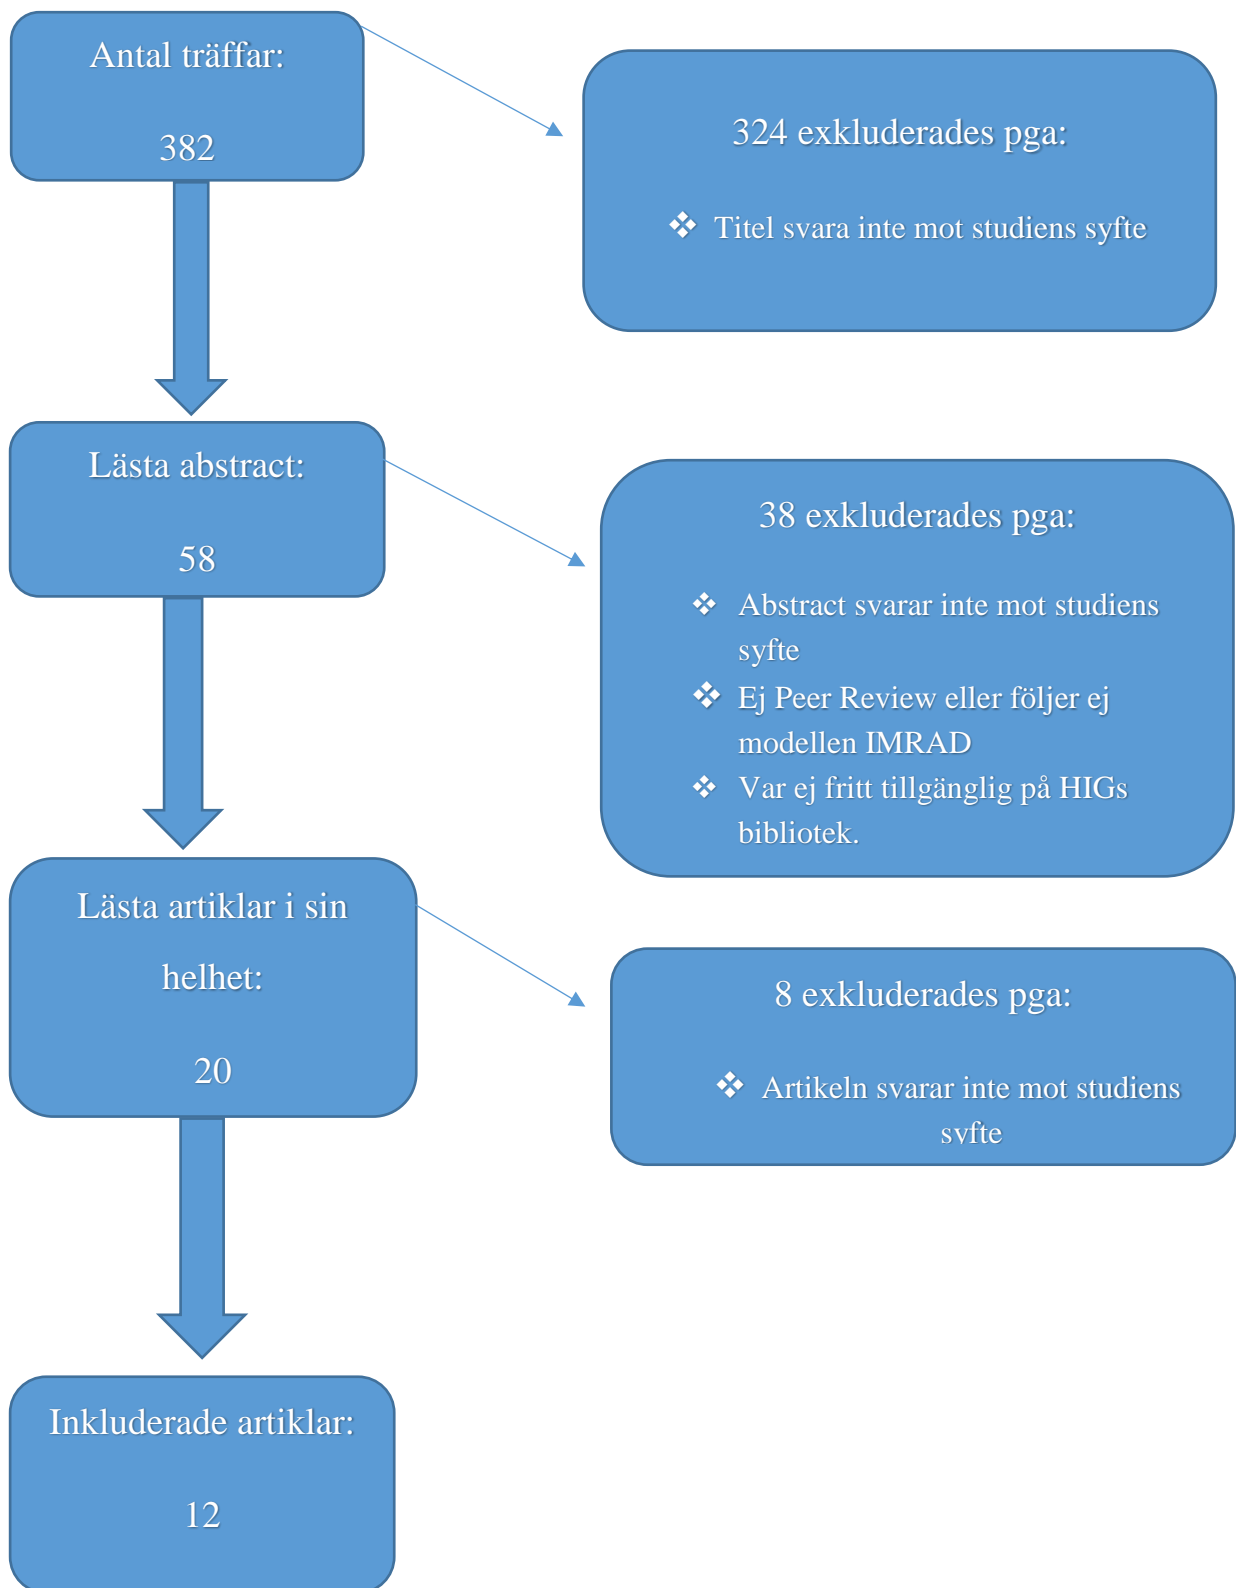 Antal träffar:
382
324 exkluderades pga:
❖ Titel svara inte mot studiens syfte
Lästa abstract:
58
38 exkluderades pga:
❖ Abstract svarar inte mot studiens
syfte
❖ Ej Peer Review eller följer ej
modellen IMRAD
❖ Var ej fritt tillgänglig på HIGs
bibliotek.
Lästa artiklar i sin
helhet:
20
8 exkluderades pga:
❖ Artikeln svarar inte mot studiens
syfte
Inkluderade artiklar:
12